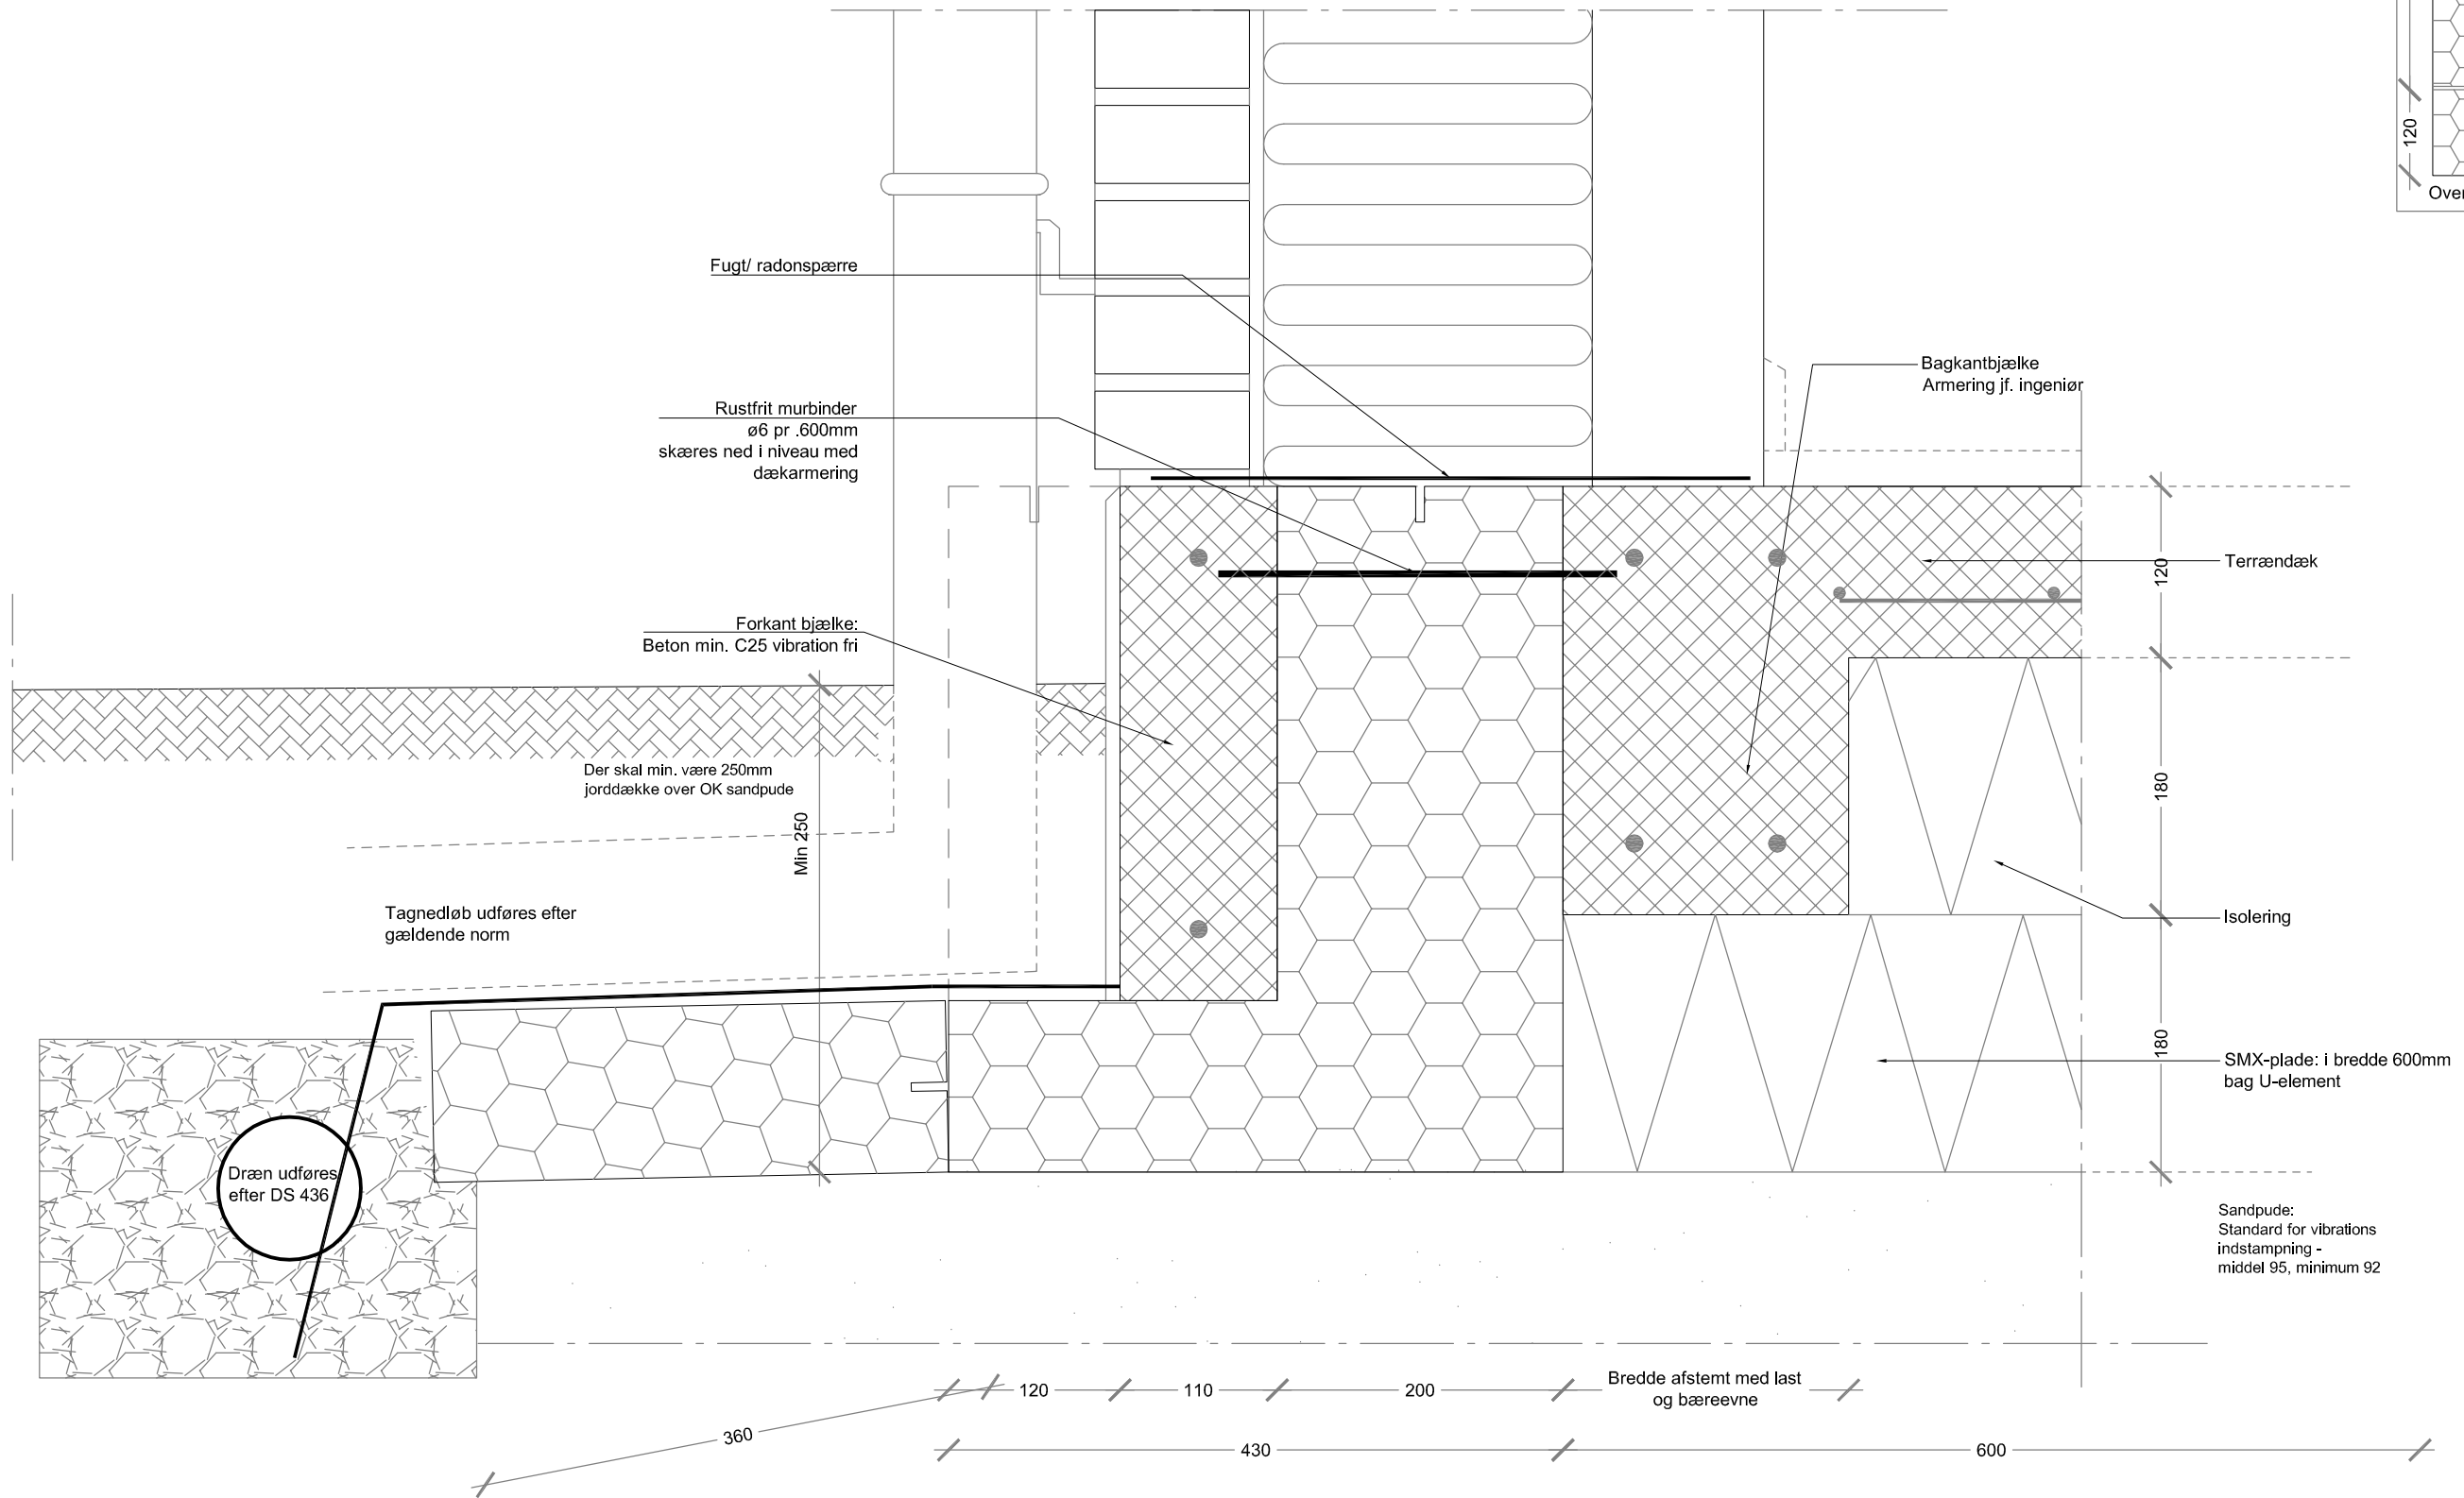 120
Over
Fugt/ radonspærre
Bagkantbjælke
Armering jf. ingeniør
Rustfrit murbinder
ø6 pr .600mm
skæres ned i niveau med
dækarmering
120
Terrændæk
Forkant bjælke:
Beton min. C25 vibration fri
Der skal min. være 250mm
jorddække over OK sandpude
Min 250
180
Tagnedløb udføres efter
gældende norm
Isolering
180
SMX-plade: i bredde 600mm
bag U-element
Dræn udføres
efter DS 436
Sandpude:
Standard for vibrations
indstampning -
middel 95, minimum 92
120
110
200
Bredde afstemt med last
og bæreevne
360
430
600